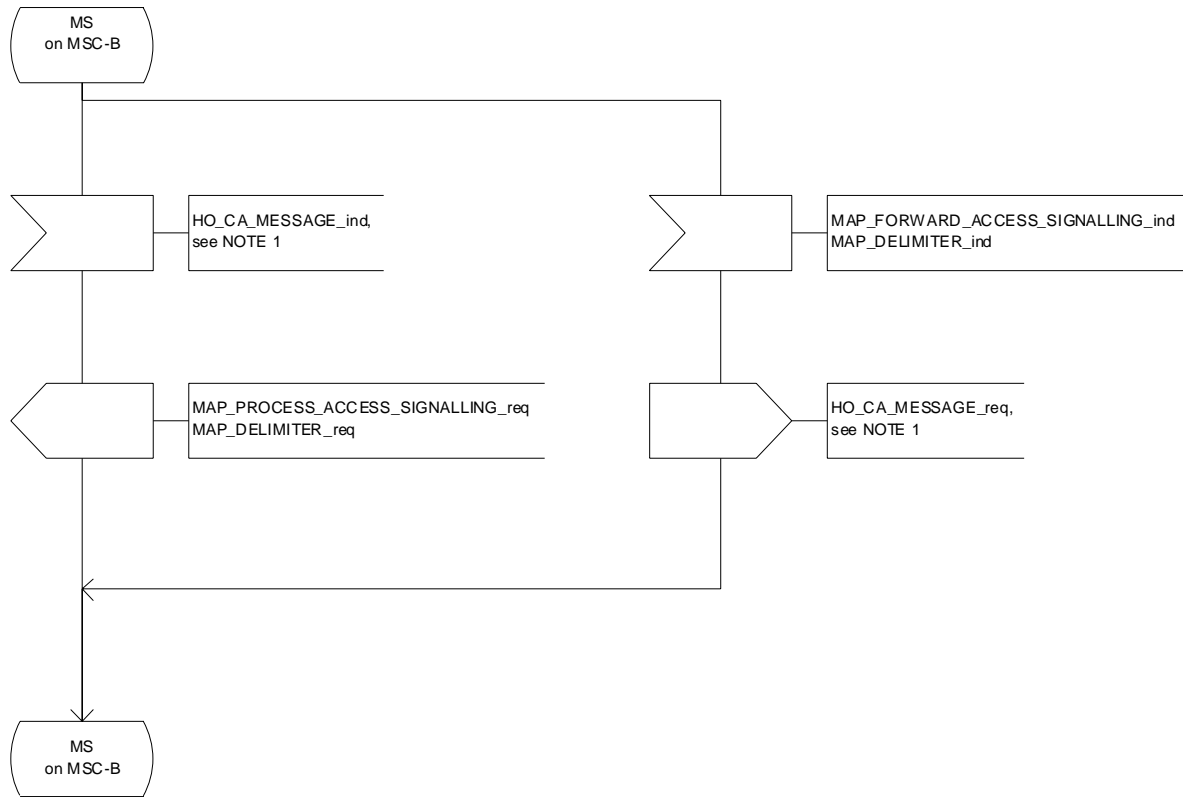 MS
on MSC-B
HO_CA_MESSAGE_ind,
see NOTE 1
MAP_FORWARD_ACCESS_SIGNALLING_ind
MAP_DELIMITER_ind
MAP_PROCESS_ACCESS_SIGNALLING_req
MAP_DELIMITER_req
HO_CA_MESSAGE_req,
see NOTE 1
MS
on MSC-B